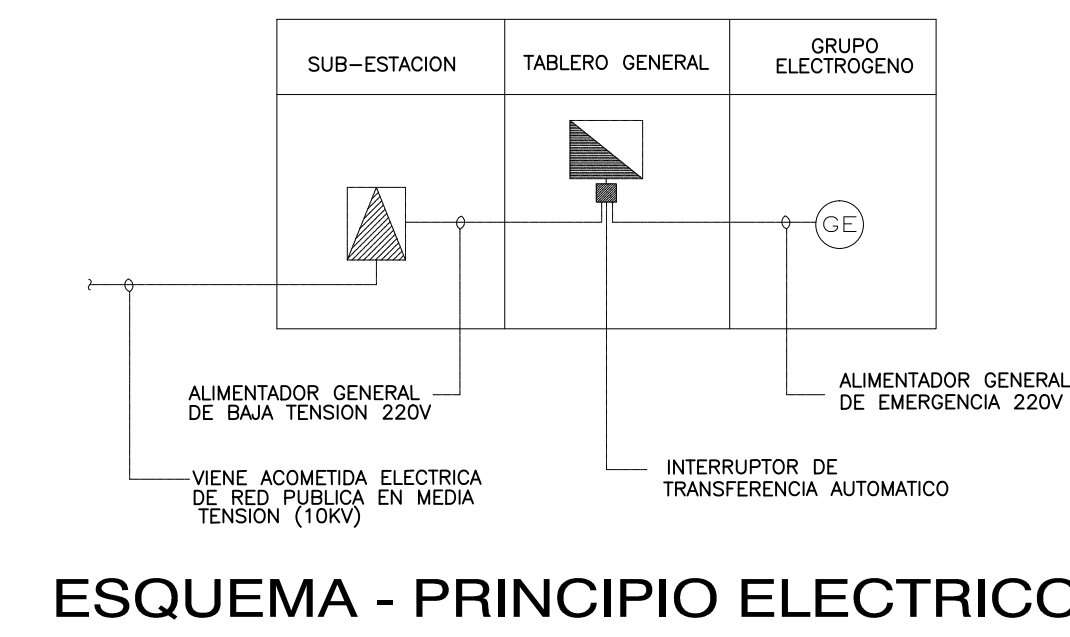 SUB-ESTACION
TABLERO GENERAL
GRUPO
ELECTROGENO
GE
ALIMENTADOR GENERAL
DE BAJA TENSION 220V
ALIMENTADOR GENERAL
DE EMERGENCIA 220V
VIENE ACOMETIDA ELECTRICA
DE RED PUBLICA EN MEDIA
TENSION (10KV)
INTERRUPTOR DE
TRANSFERENCIA AUTOMATICO
ESQUEMA - PRINCIPIO ELECTRICO